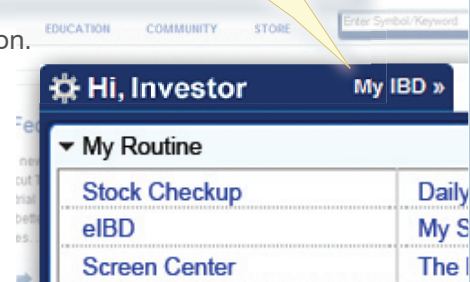 EDUCATION COMMUNITY STORE Enter Symbol/Keyword
on.
Hi, Investor My IBD »
My Routine
Stock Checkup Daily
eIBD My S
Screen Center The